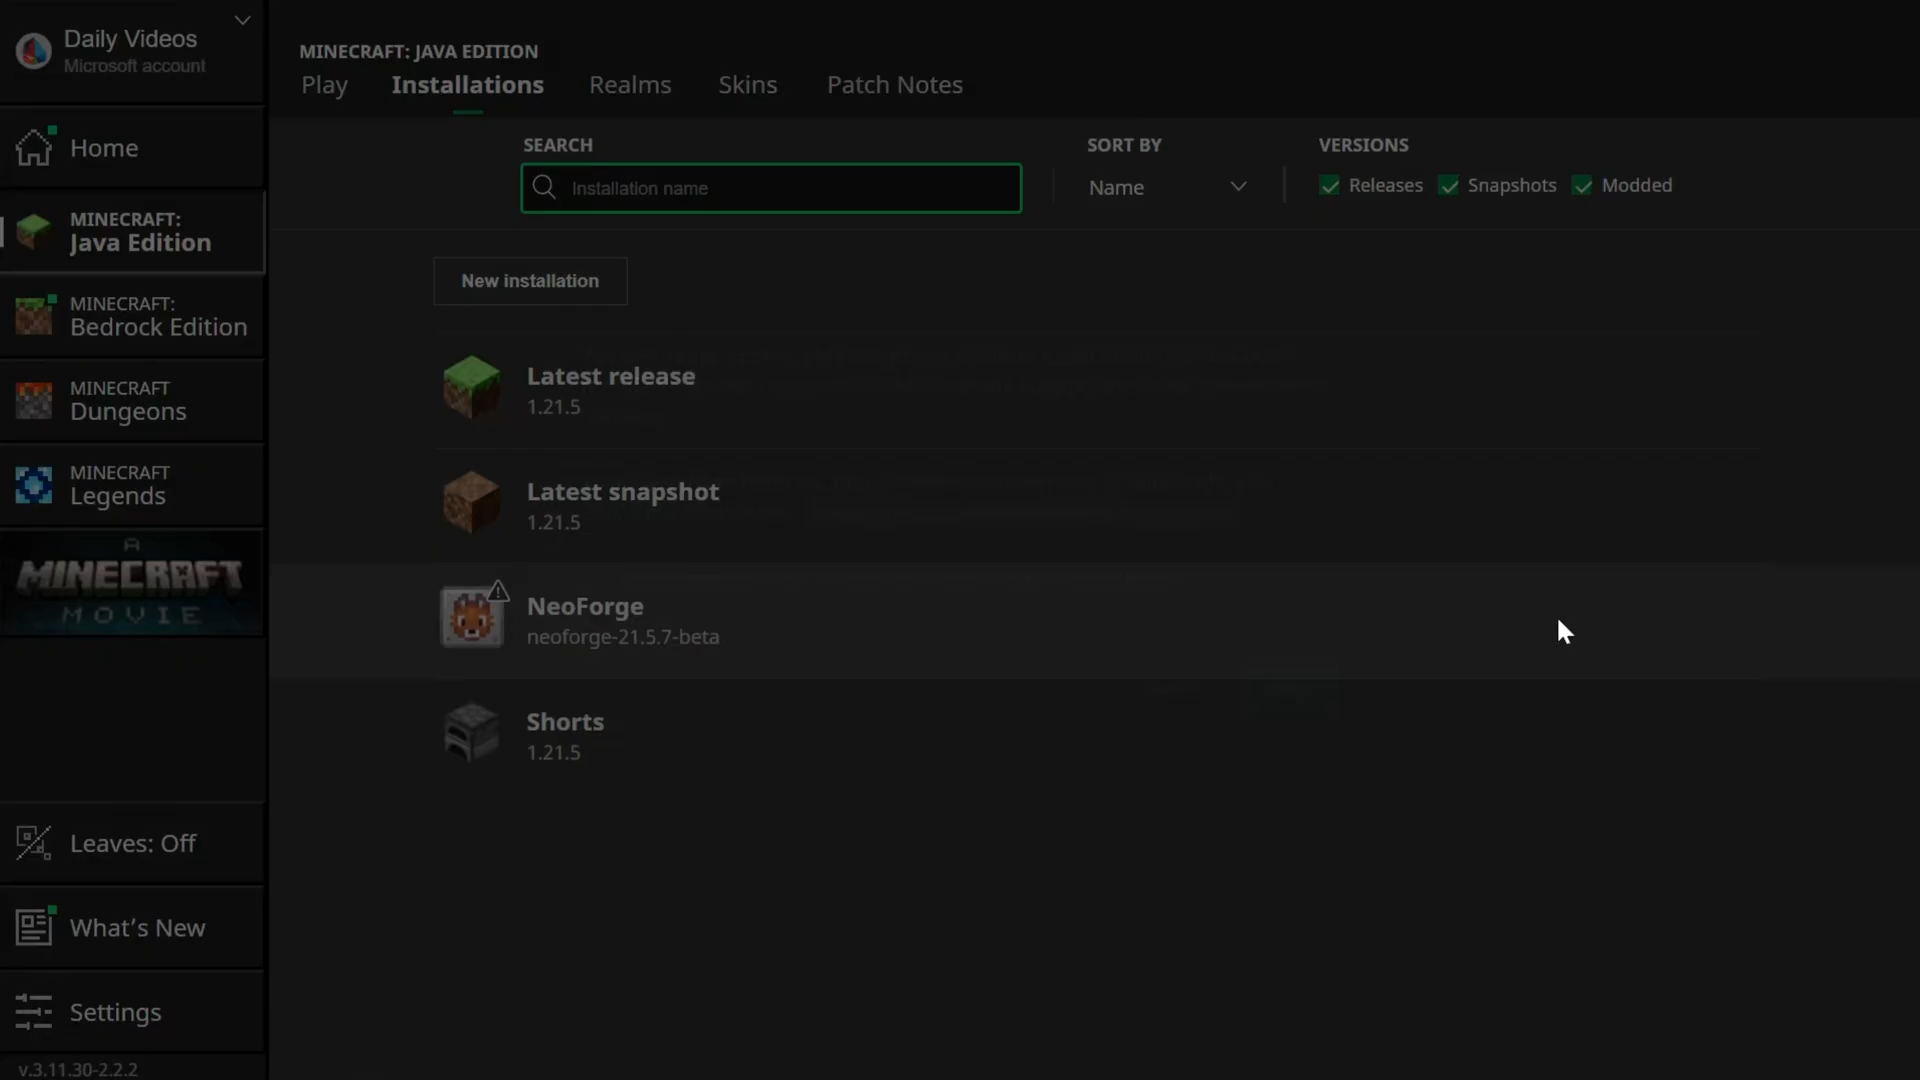 Daily Videos
Microsoft account
Home
MINECRAFT:
Java Edition
MINECRAFT:
Bedrock Edition
MINECRAFT
Dungeons
MINECRAFT
Legends
A
MINECRAFT
MOVIE
Leaves: Off
What's New
Settings
v.3.11.30-2.2.2
MINECRAFT: JAVA EDITION
Play Installations Realms Skins Patch Notes
SEARCH
Installation name
SORT BY
Name
VERSIONS
Releases Snapshots Modded
New installation
Latest release
1.21.5
Latest snapshot
1.21.5
NeoForge
neoforge-21.5.7-beta
Shorts
1.21.5